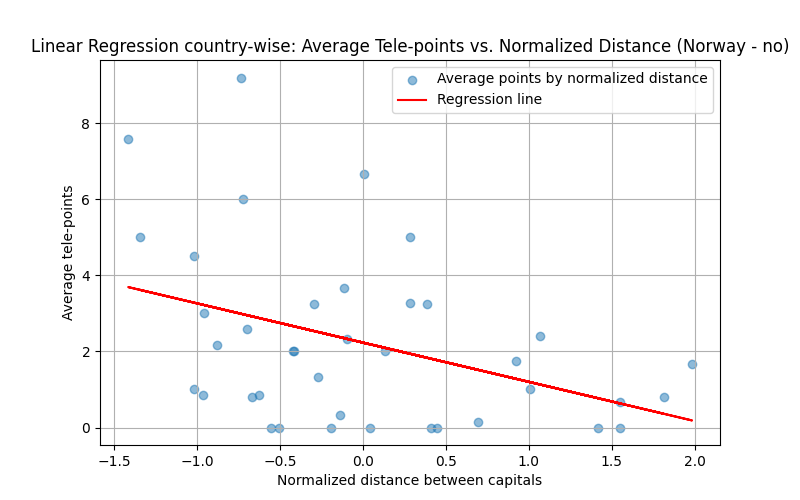 Linear Regression country-wise: Average Tele-points vs. Normalized Distance (Norway - no)
Average points by normalized distance
Regression line
8
6
4
2
0
Average tele-points
−1.5 −1.0 −0.5 0.0 0.5 1.0 1.5 2.0
Normalized distance between capitals